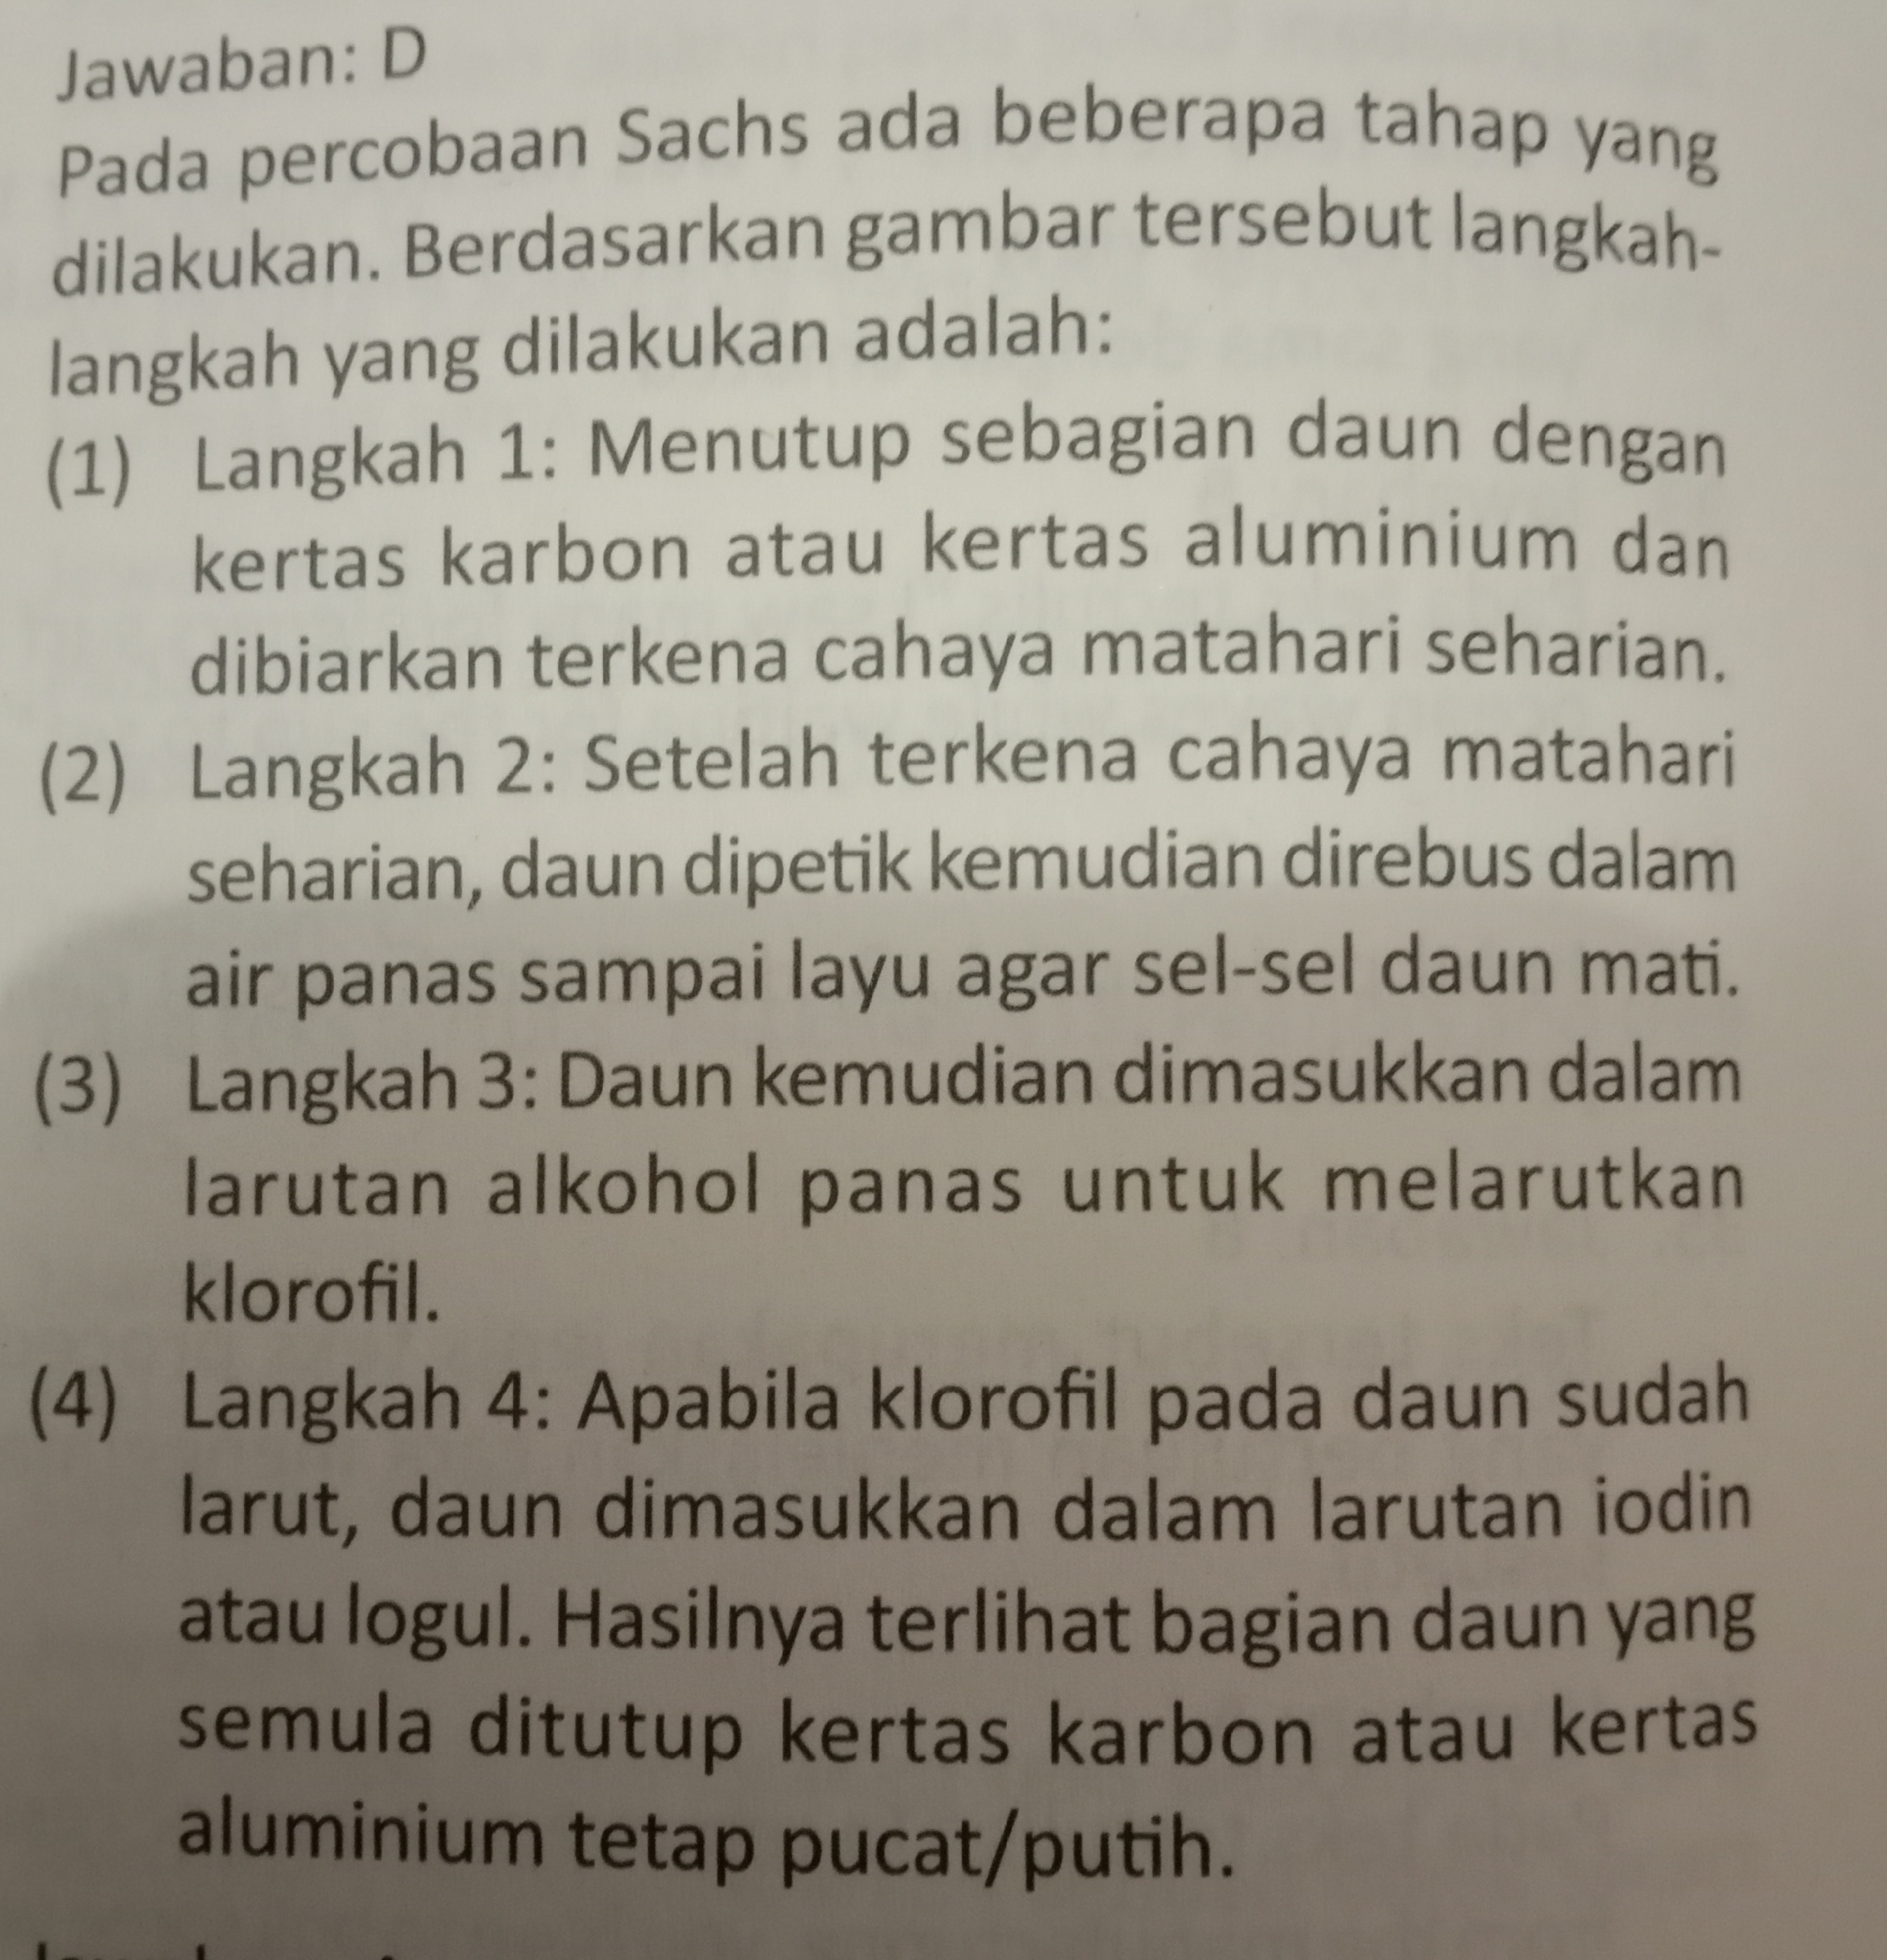 Jawaban: D
Pada percobaan Sachs ada beberapa tahap yang
dilakukan. Berdasarkan gambar tersebut langkah-
langkah yang dilakukan adalah:
(1) Langkah 1: Menutup sebagian daun dengan
kertas karbon atau kertas aluminium dan
dibiarkan terkena cahaya matahari seharian.
(2) Langkah 2: Setelah terkena cahaya matahari
seharian, daun dipetik kemudian direbus dalam
air panas sampai layu agar sel-sel daun mati.
(3) Langkah 3: Daun kemudian dimasukkan dalam
larutan alkohol panas untuk melarutkan
klorofil.
(4) Langkah 4: Apabila klorofil pada daun sudah
larut, daun dimasukkan dalam larutan iodin
atau logul. Hasilnya terlihat bagian daun yang
semula ditutup kertas karbon atau kertas
aluminium tetap pucat/putih.